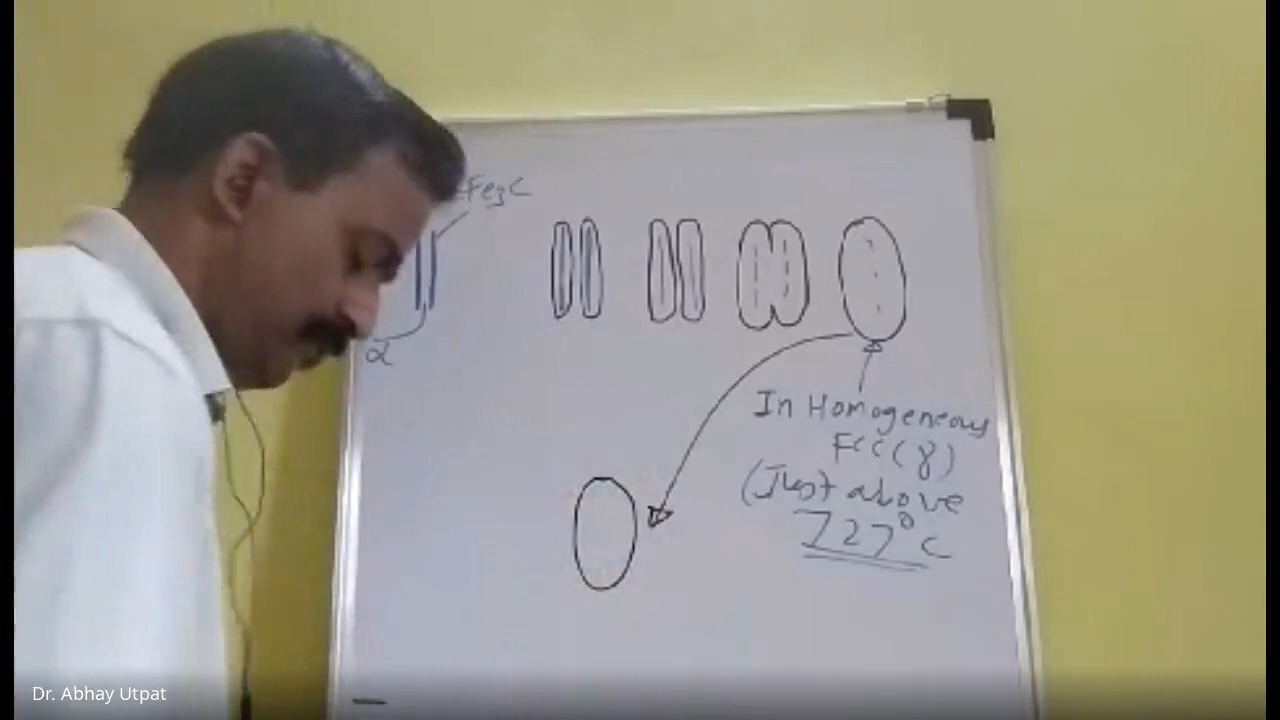 Fe3C
α
In Homogeneous
FCC (γ)
(Just above
727°C
Dr. Abhay Utpat